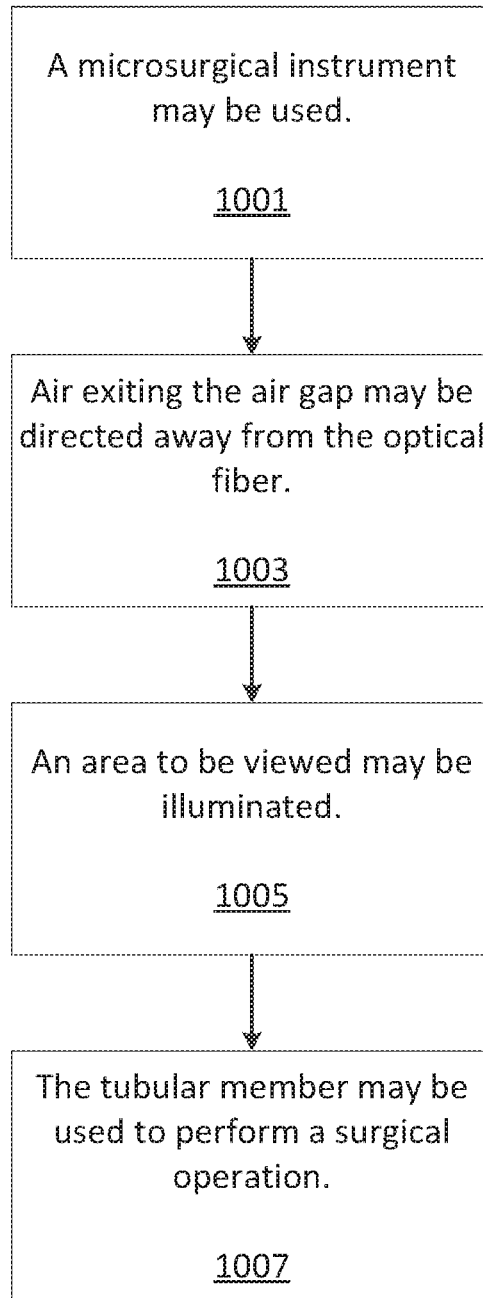 A microsurgical instrument
may be used.
1001
Air exiting the air gap may be
directed away from the optical
fiber.
1003
An area to be viewed may be
illuminated.
1005
The tubular member may be
used to perform a surgical
operation.
1007